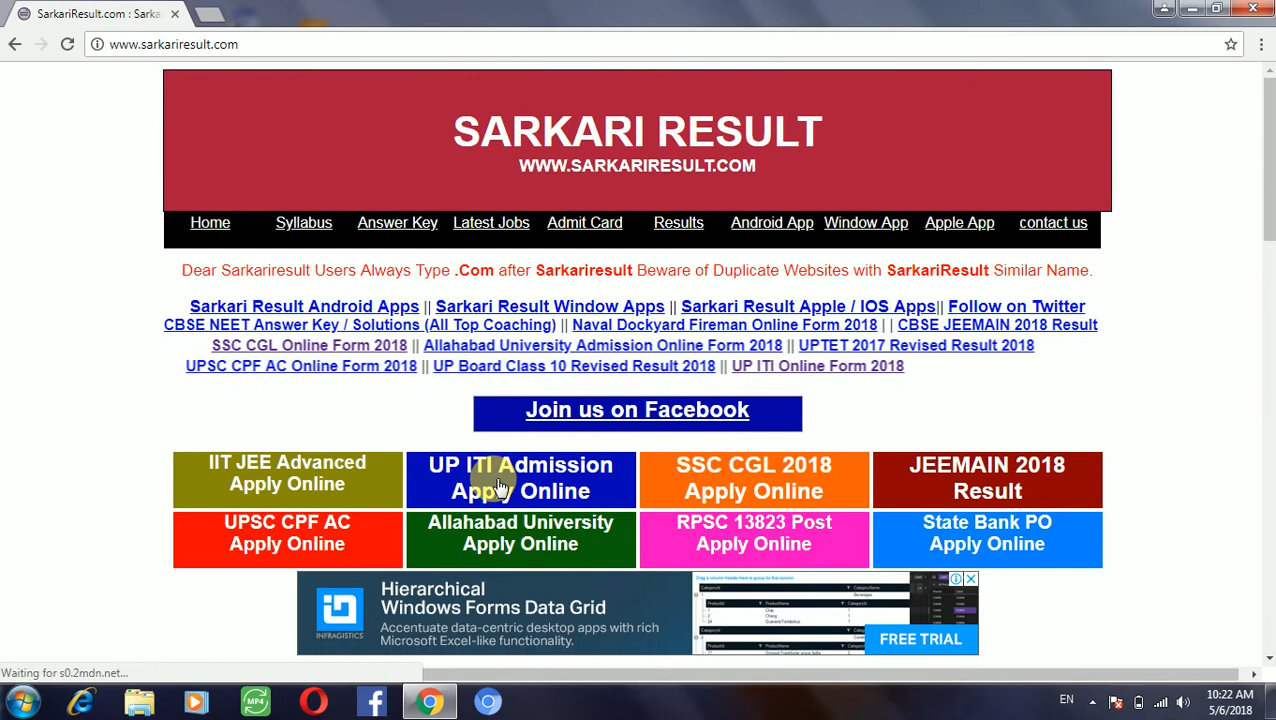 SarkariResult.com : Sarka
www.sarkariresult.com
SARKARI RESULT
WWW.SARKARIRESULT.COM
Home Syllabus Answer Key Latest Jobs Admit Card Results Android App Window App Apple App contact us
Dear Sarkariresult Users Always Type .Com after Sarkariresult Beware of Duplicate Websites with SarkariResult Similar Name.
Sarkari Result Android Apps || Sarkari Result Window Apps || Sarkari Result Apple / IOS Apps|| Follow on Twitter
CBSE NEET Answer Key / Solutions (All Top Coaching) || Naval Dockyard Fireman Online Form 2018 | | CBSE JEEMAIN 2018 Result
SSC CGL Online Form 2018 || Allahabad University Admission Online Form 2018 || UPTET 2017 Revised Result 2018
UPSC CPF AC Online Form 2018 || UP Board Class 10 Revised Result 2018 || UP ITI Online Form 2018
Join us on Facebook
IIT JEE Advanced
Apply Online
UP ITI Admission
Apply Online
SSC CGL 2018
Apply Online
JEEMAIN 2018
Result
UPSC CPF AC
Apply Online
Allahabad University
Apply Online
RPSC 13823 Post
Apply Online
State Bank PO
Apply Online
Hierarchical
Windows Forms Data Grid
Accentuate data-centric desktop apps with rich
Microsoft Excel-like functionality.
INFRAGISTICS
FREE TRIAL
Waiting for s0.2mdn.net...
MP4
EN
10:22 AM
5/6/2018